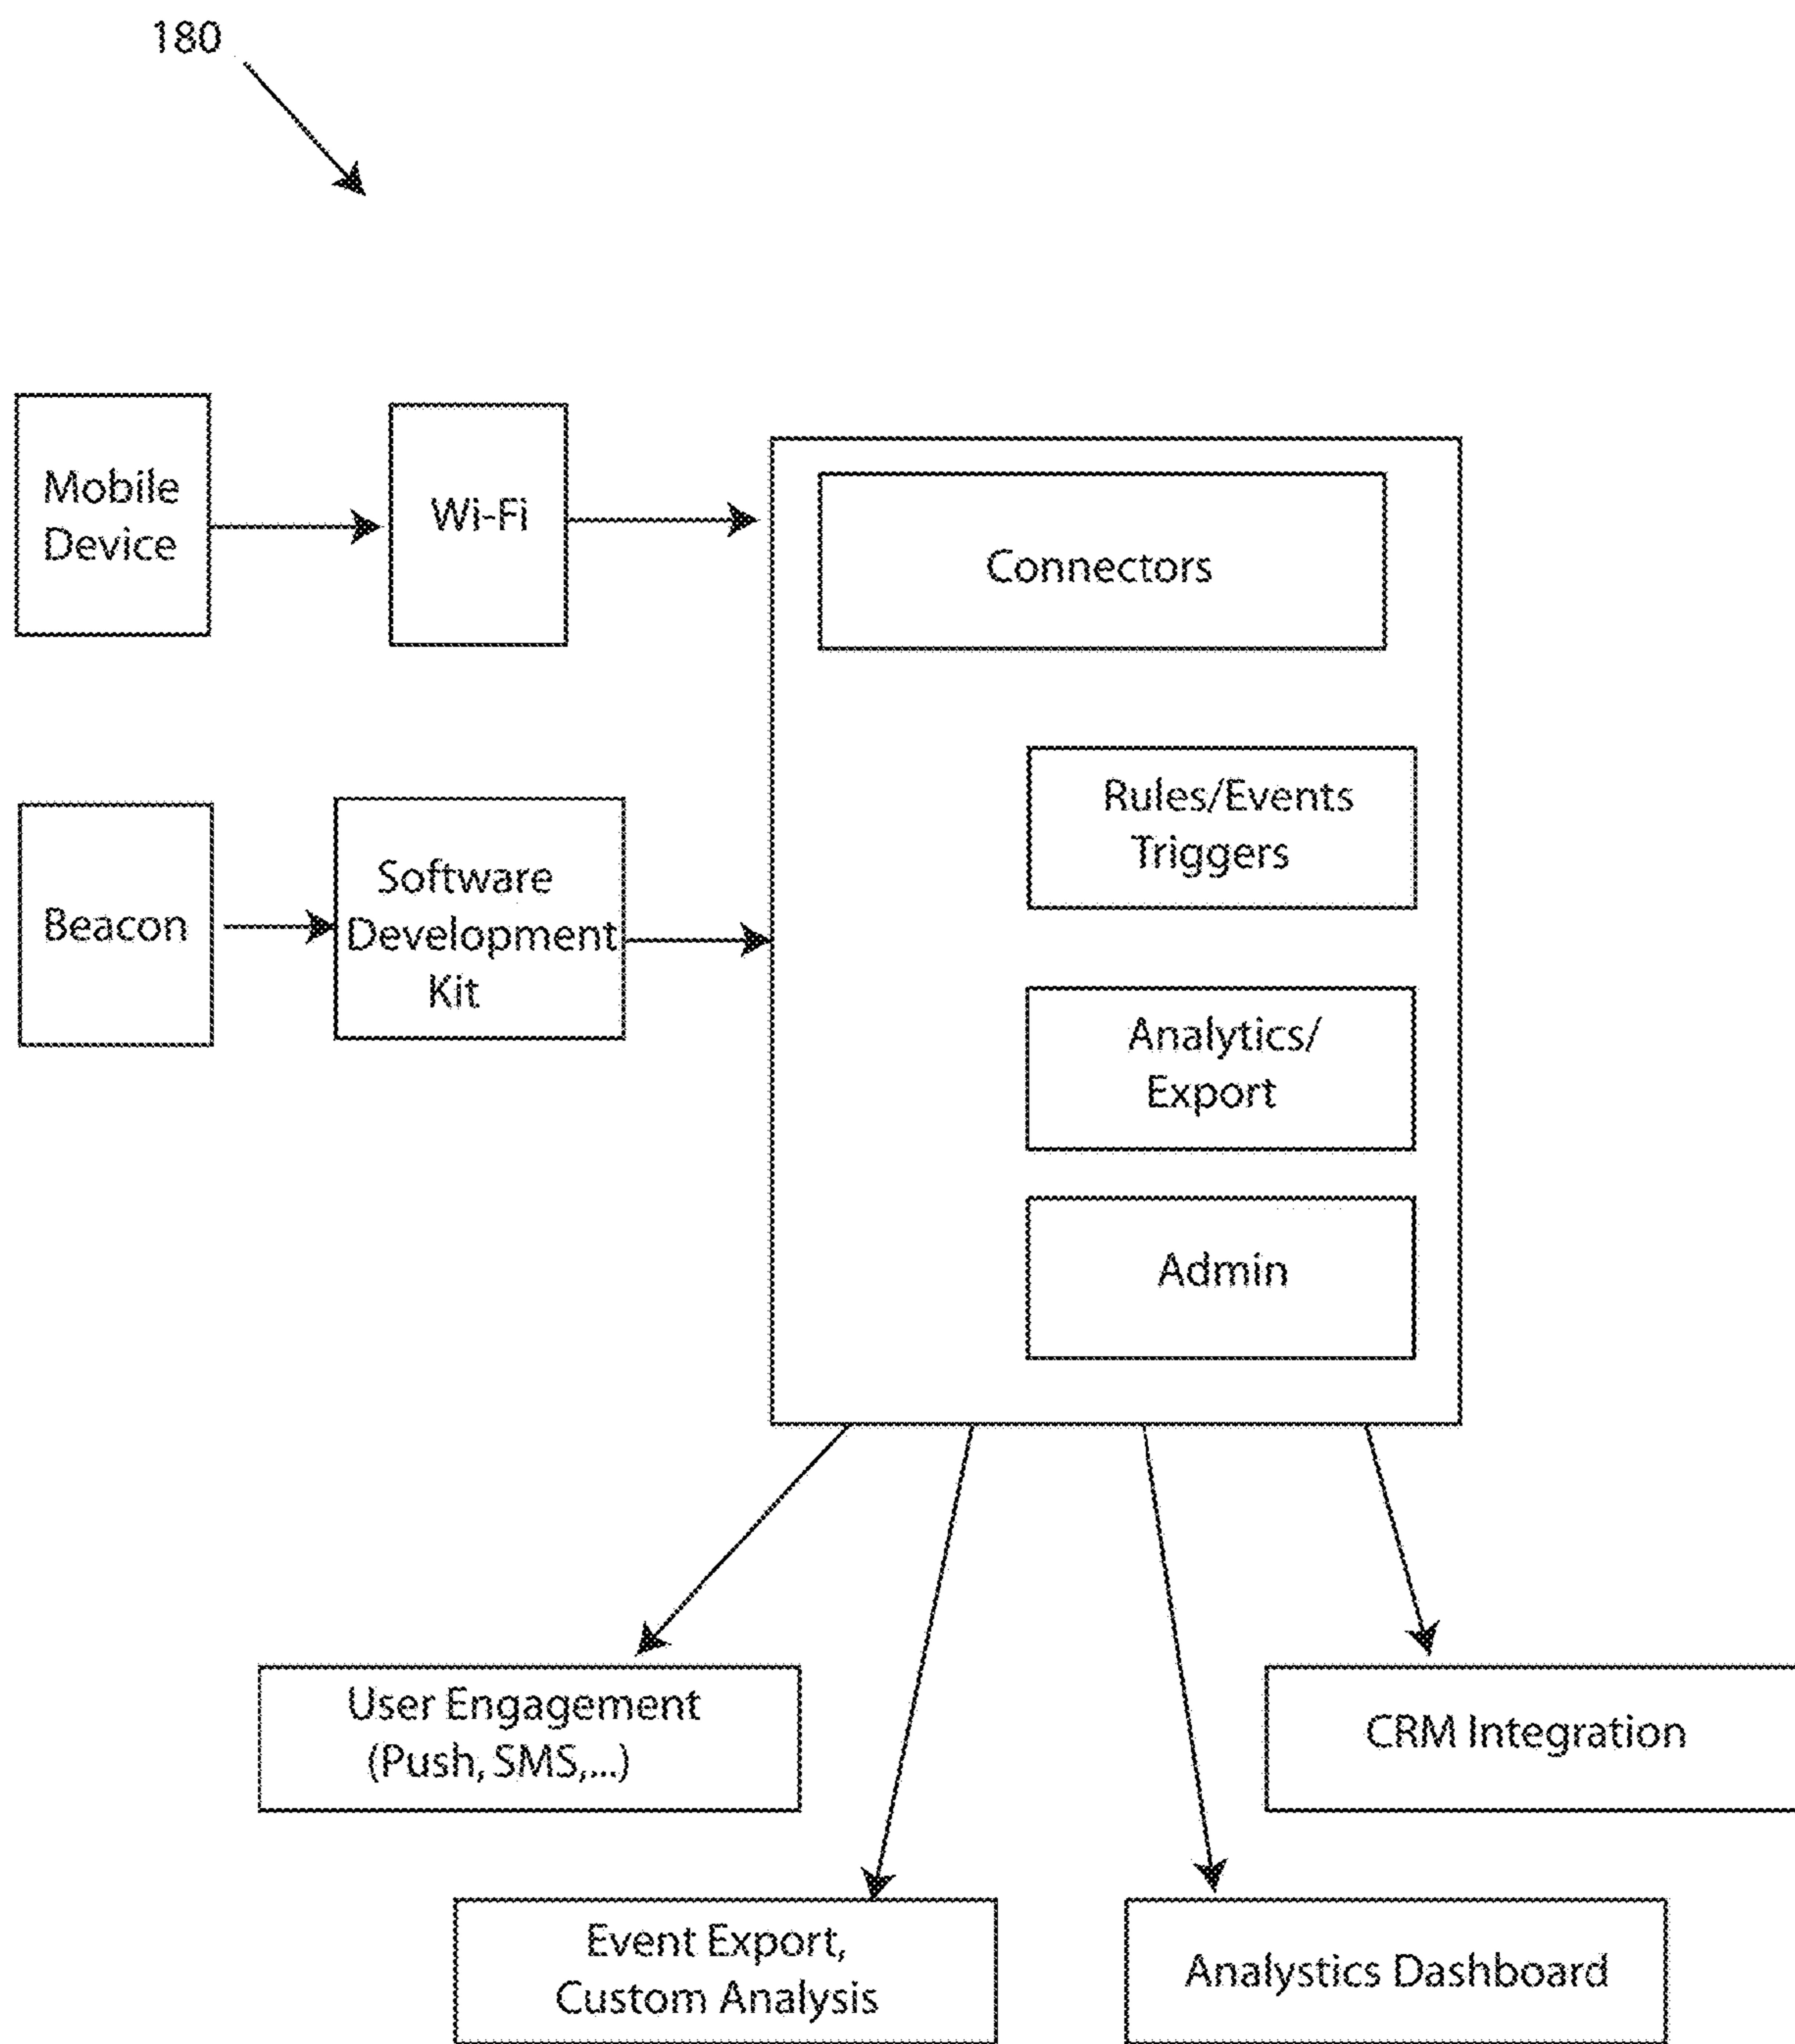 180
Mobile
Device
Wi-Fi
Connectors
Rules/Events
Triggers
Beacon
Software
Development
Kit
Analytics/
Export
Admin
User Engagement
(Push, SMS,...)
CRM Integration
Event Export,
Custom Analysis
Analystics Dashboard